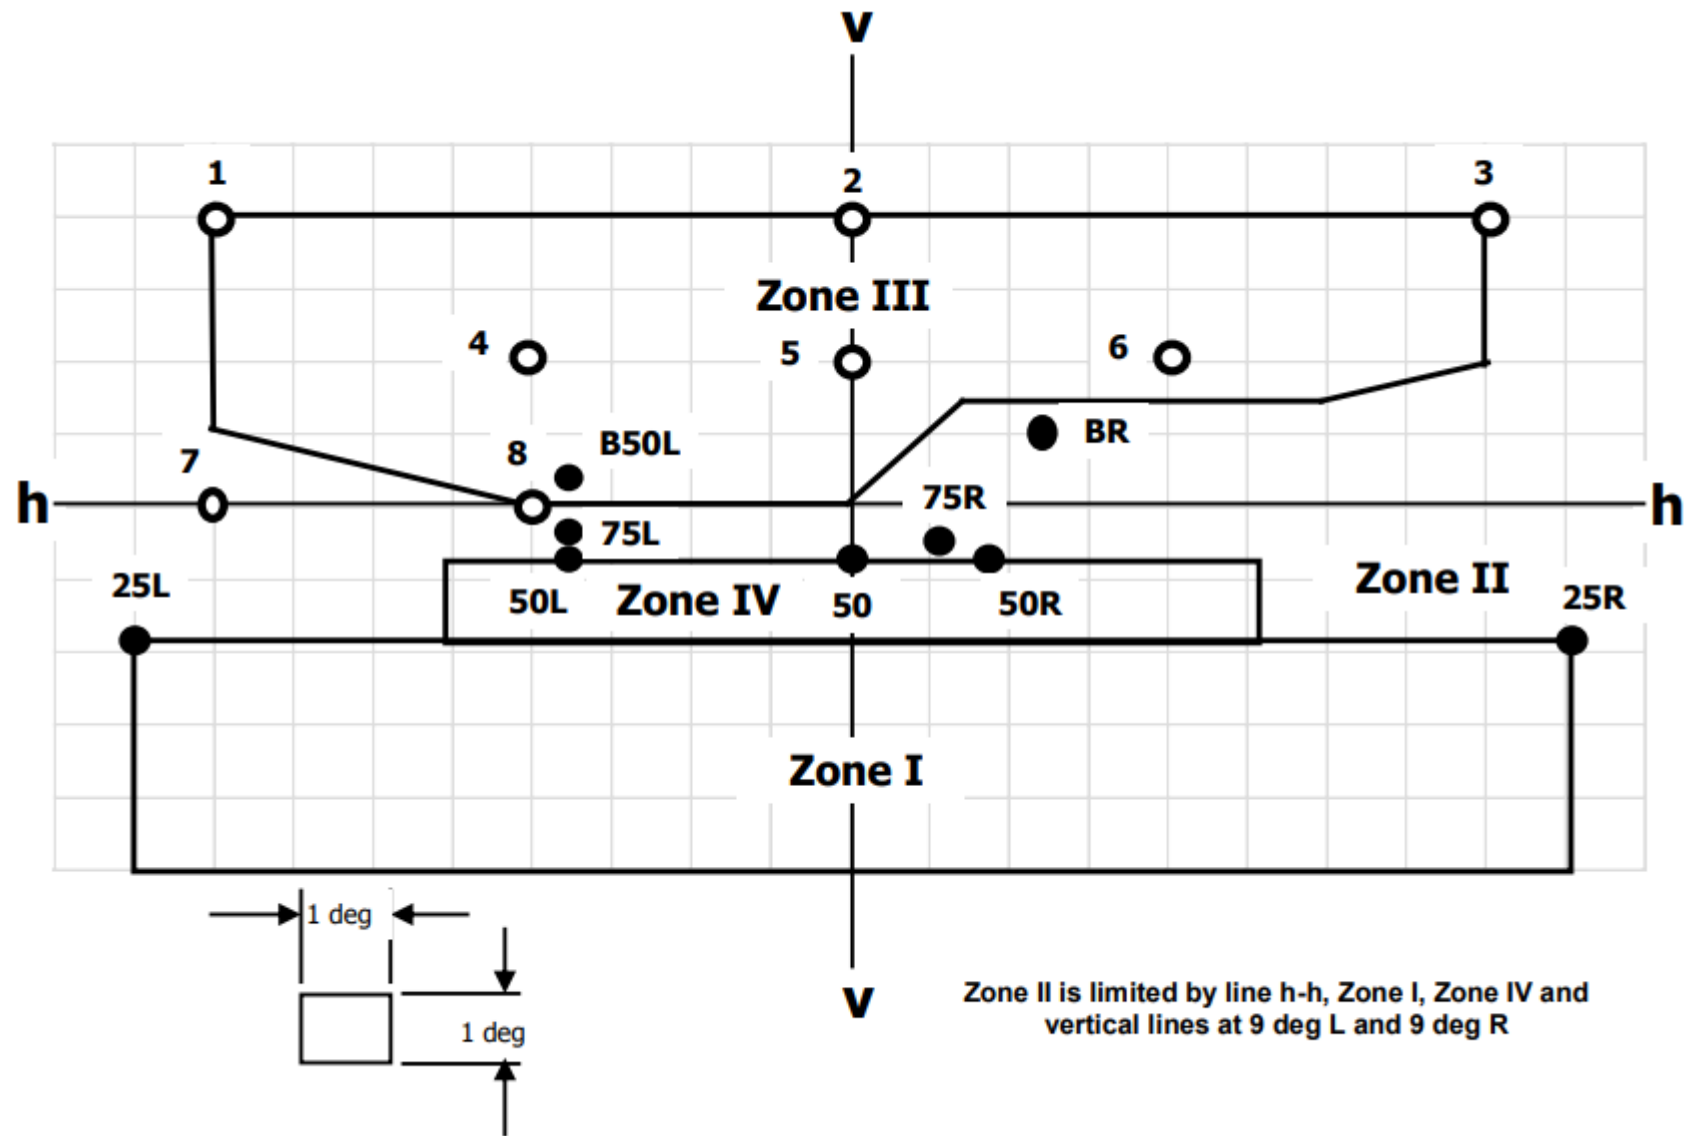 v
1
2
3
Zone III
4
5
6
B50L
BR
8
7
75R
h
h
75L
25L
Zone II
50L
Zone IV
50
50R
25R
Zone I
1 deg
1 deg
v
Zone II is limited by line h-h, Zone I, Zone IV and
vertical lines at 9 deg L and 9 deg R